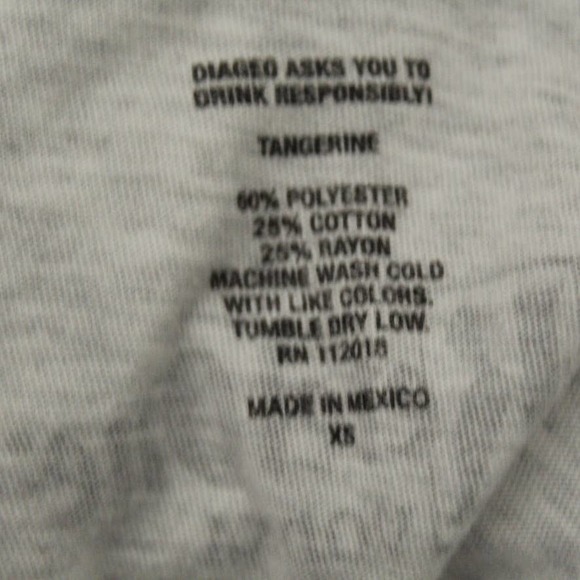 DIAGEO ASKS YOU TO
DRINK RESPONSIBLY!
TANGERINE
50% POLYESTER
25% COTTON
25% RAYON
MACHINE WASH COLD
WITH LIKE COLORS.
TUMBLE DRY LOW.
RN 112018
MADE IN MEXICO
XS